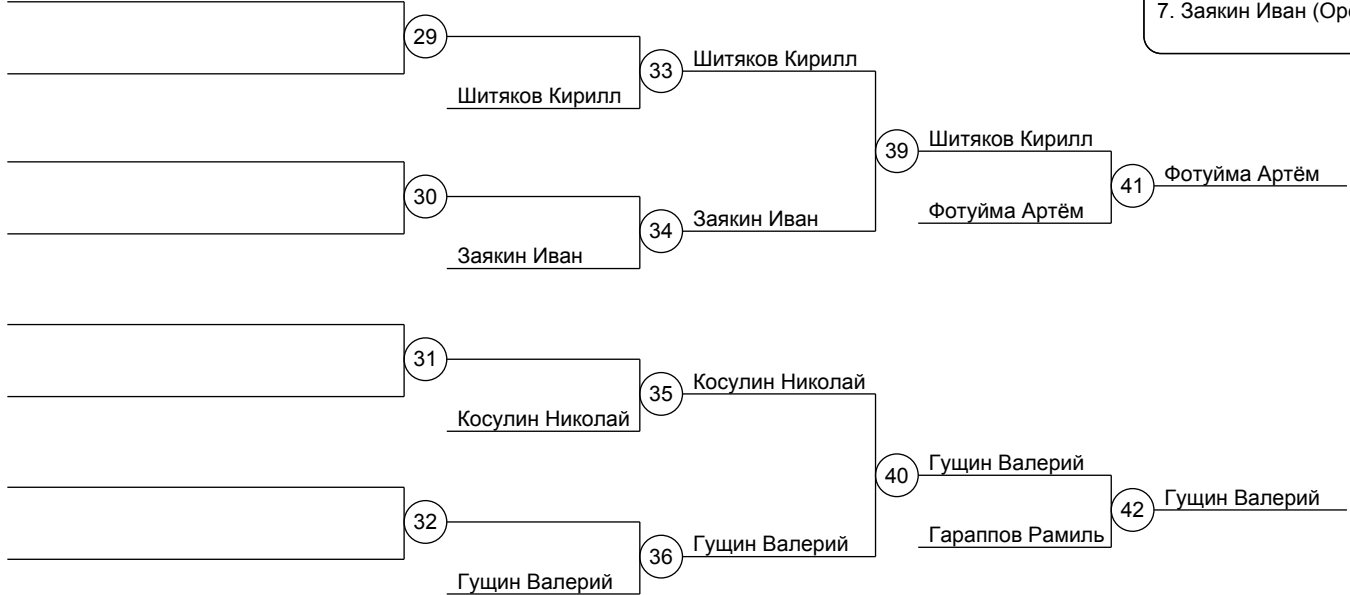 7. Заякин Иван
29
33
Шитяков Кирилл
Шитяков Кирилл
39
Шитяков Кирилл
41
Фотуйма Артём
30
34
Заякин Иван
Фотуйма Артём
Заякин Иван
31
35
Косулин Николай
Косулин Николай
40
Гущин Валерий
42
Гущин Валерий
32
36
Гущин Валерий
Гараппов Рамиль
Гущин Валерий